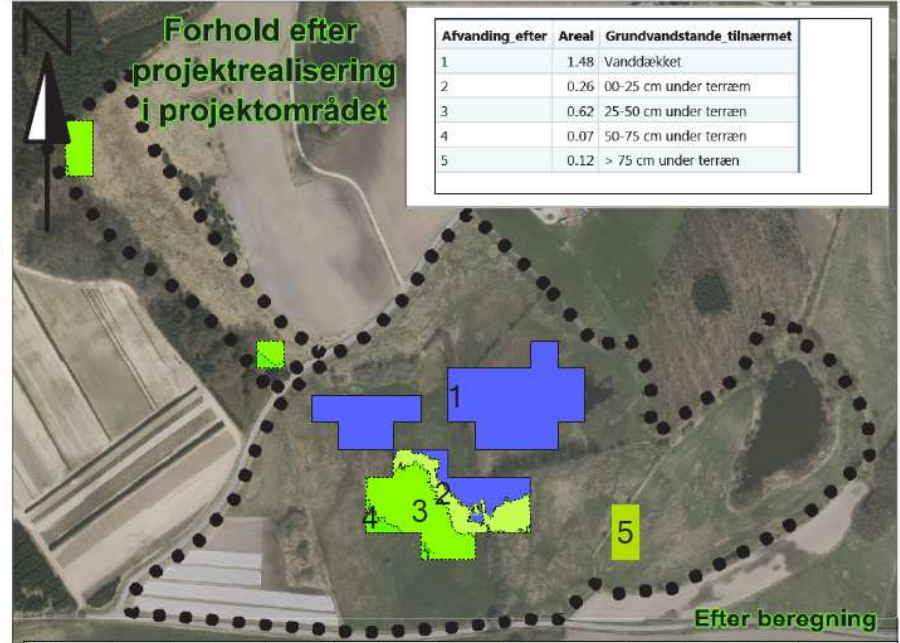 N
Forhold efter
projektrealisering
i projektområdet
Afvanding_efter Areal Grundvandstande_tilnærmet
1 1.48 Vanddækket
2 0.26 00-25 cm under terræm
3 0.62 25-50 cm under terræn
4 0.07 50-75 cm under terræn
5 0.12 > 75 cm under terræn
1
2
3
4
5
Efter beregning